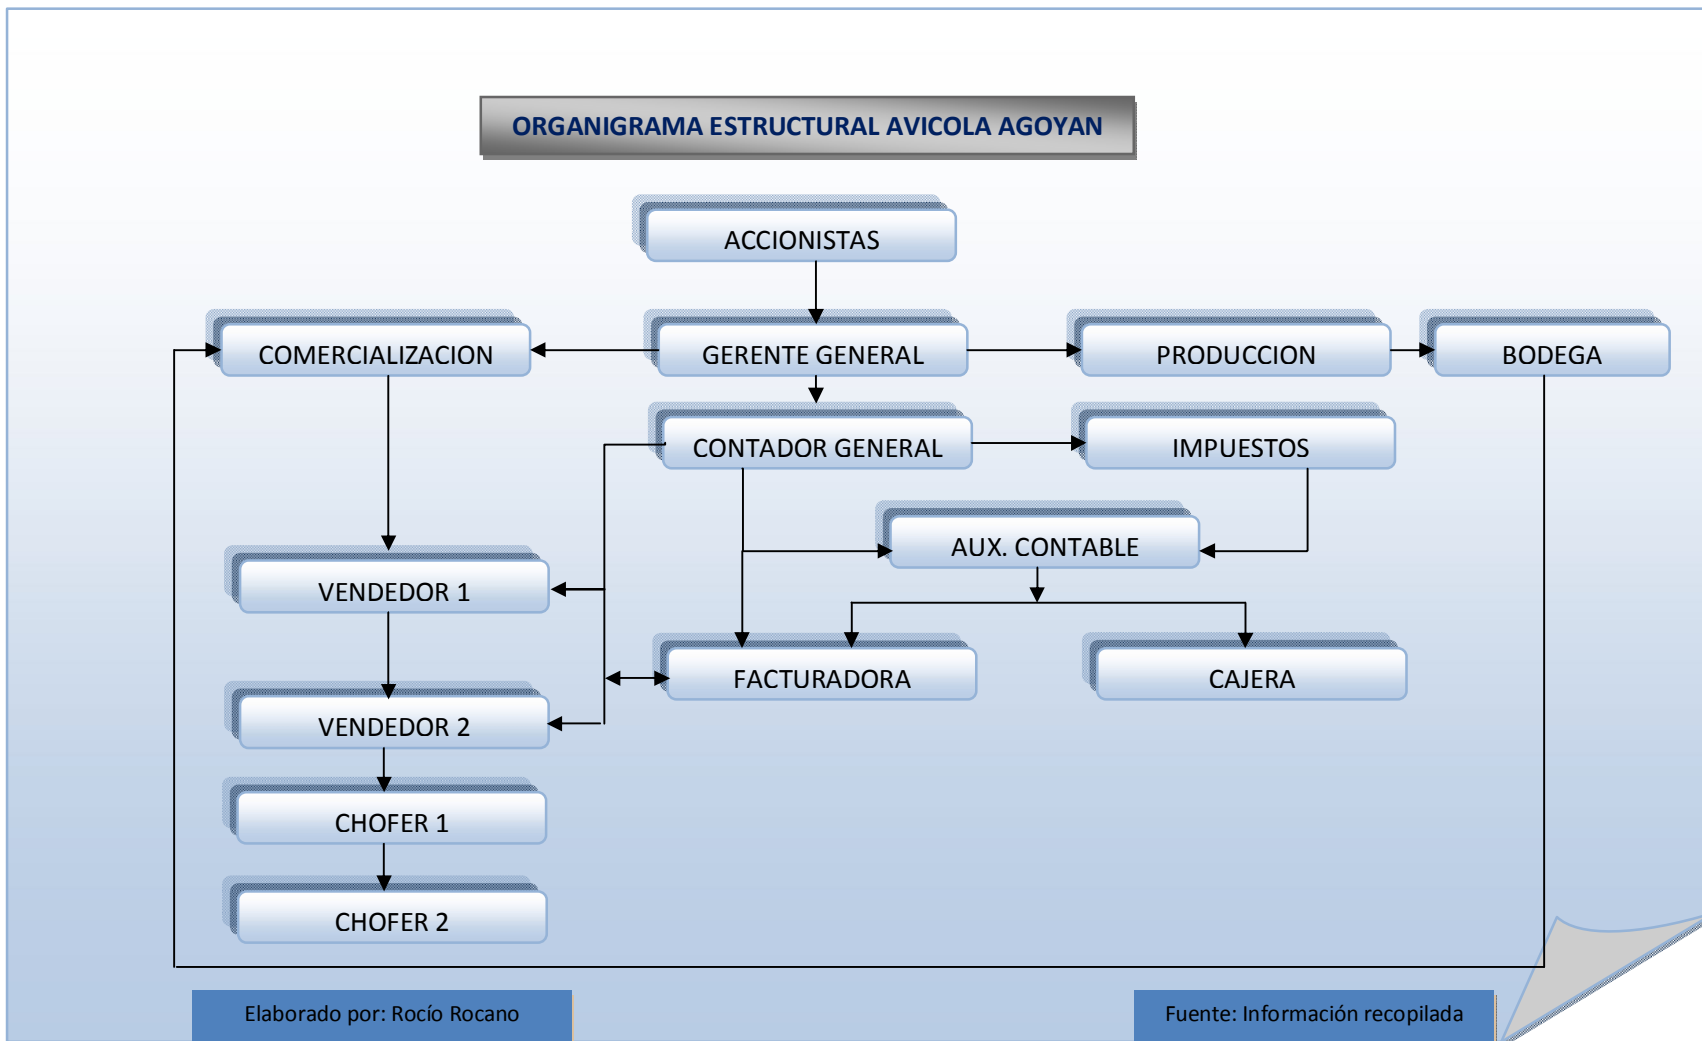 ORGANIGRAMA ESTRUCTURAL AVICOLA AGOYAN
ACCIONISTAS
COMERCIALIZACION
GERENTE GENERAL
PRODUCCION
BODEGA
CONTADOR GENERAL
IMPUESTOS
AUX. CONTABLE
VENDEDOR 1
FACTURADORA
CAJERA
VENDEDOR 2
CHOFER 1
CHOFER 2
Elaborado por: Rocío Rocano
Fuente: Información recopilada